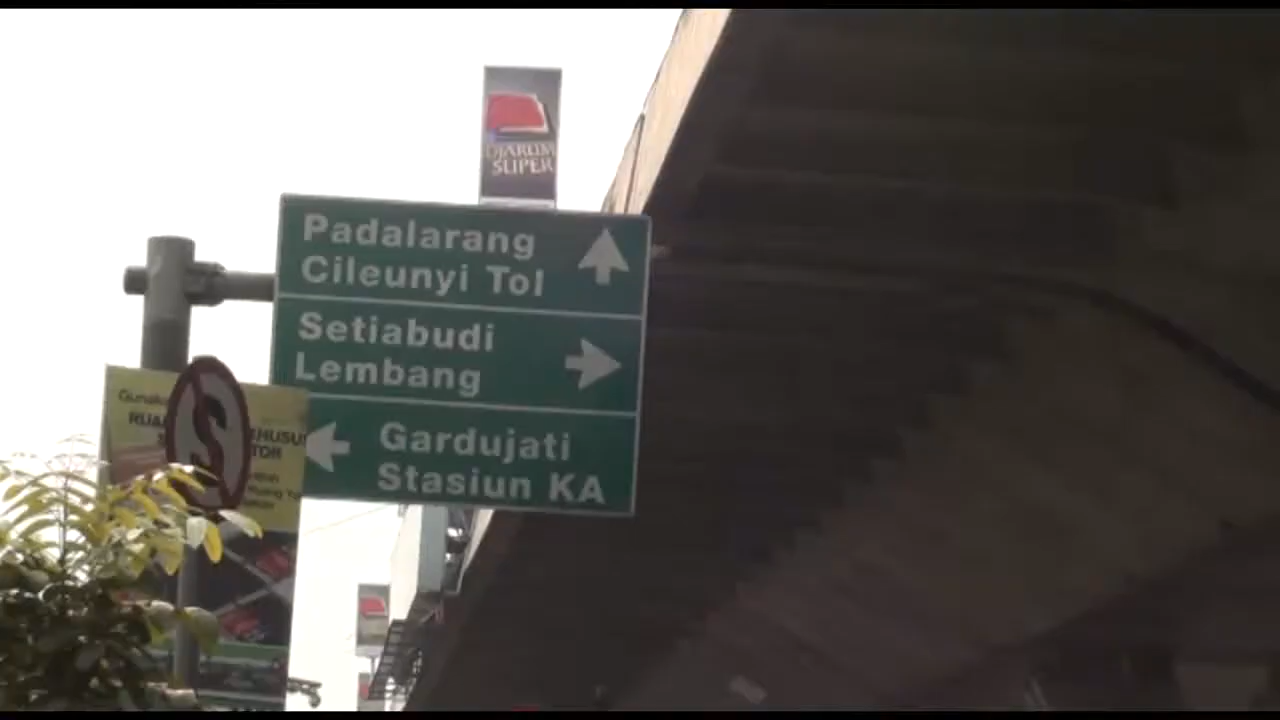 DJARUM
SUPER
Padalarang
Cileunyi Tol
Setiabudi
Lembang
Gardujati
Stasiun KA
S